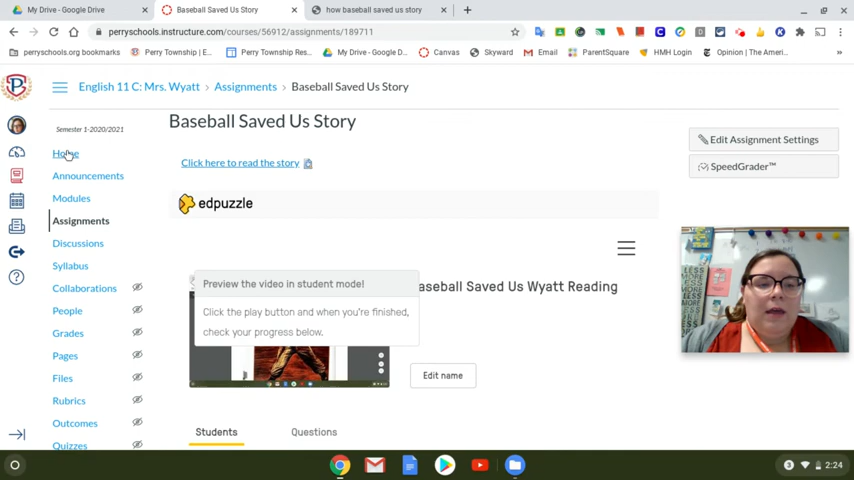 My Drive - Google Drive
Baseball Saved Us Story
how baseball saved us story
perryschools.instructure.com/courses/56912/assignments/189711
perryschools.org bookmarks
Perry Township | E...
Perry Township Res...
My Drive - Google D...
Canvas
Skyward
Email
ParentSquare
HMH Login
Opinion | The Ameri...
English 11 C: Mrs. Wyatt > Assignments > Baseball Saved Us Story
Semester 1-2020/2021
Baseball Saved Us Story
Edit Assignment Settings
Home
Click here to read the story
SpeedGrader™
Announcements
Modules
edpuzzle
Assignments
Discussions
Syllabus
Preview the video in student mode!
aseball Saved Us Wyatt Reading
Collaborations
People
Click the play button and when you're finished,
check your progress below.
Grades
Pages
Files
Edit name
Rubrics
Outcomes
Students
Questions
Quizzes
LESS
MORE
3
2:24